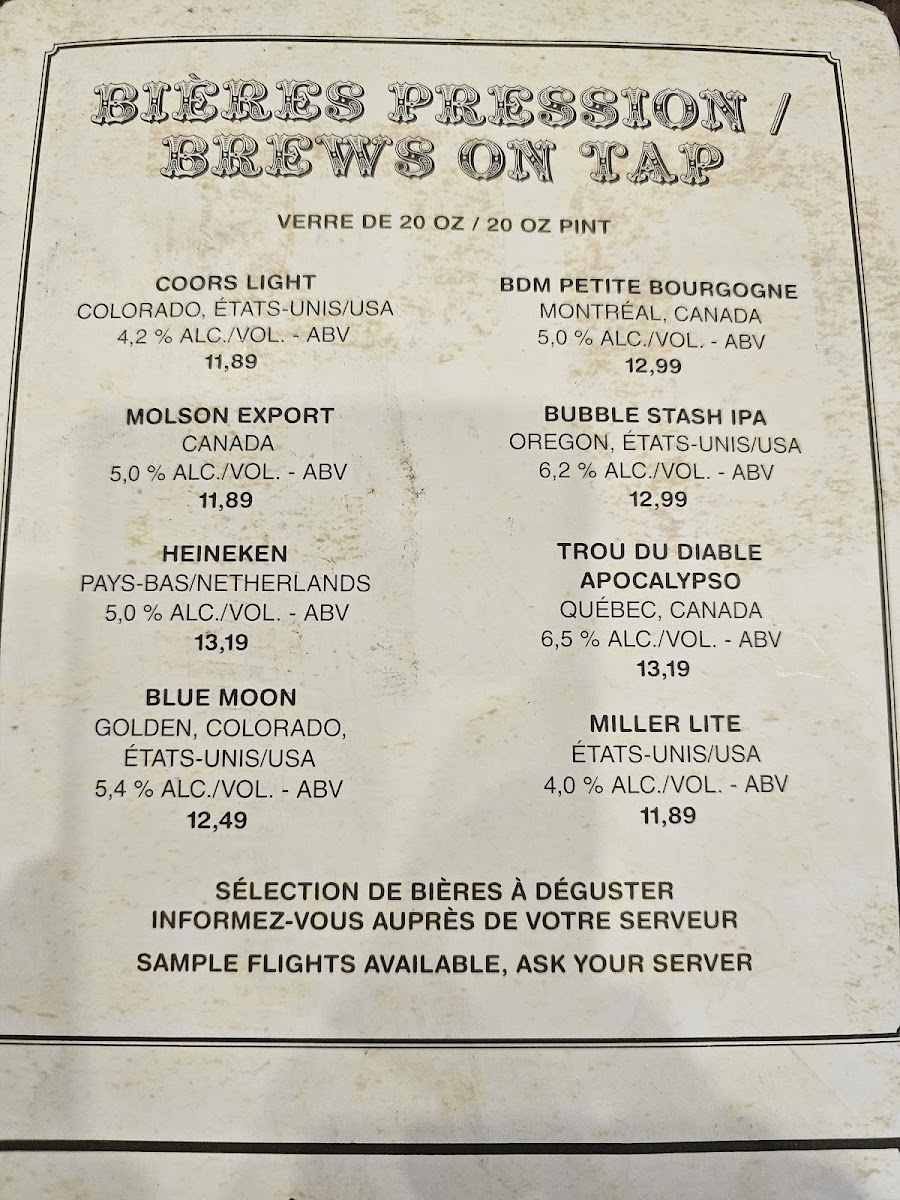 BIÈRES PRESSION /
BREWS ON TAP
VERRE DE 20 OZ / 20 OZ PINT
COORS LIGHT
COLORADO, ÉTATS-UNIS/USA
4,2 % ALC./VOL. - ABV
11,89
MOLSON EXPORT
CANADA
5,0 % ALC./VOL. - ABV
11,89
HEINEKEN
PAYS-BAS/NETHERLANDS
5,0 % ALC./VOL. - ABV
13,19
BLUE MOON
GOLDEN, COLORADO,
ÉTATS-UNIS/USA
5,4 % ALC./VOL. - ABV
12,49
BDM PETITE BOURGOGNE
MONTRÉAL, CANADA
5,0 % ALC./VOL. - ABV
12,99
BUBBLE STASH IPA
OREGON, ÉTATS-UNIS/USA
6,2 % ALC./VOL. - ABV
12,99
TROU DU DIABLE
APOCALYPSO
QUÉBEC, CANADA
6,5 % ALC./VOL. - ABV
13,19
MILLER LITE
ÉTATS-UNIS/USA
4,0 % ALC./VOL. - ABV
11,89
SÉLECTION DE BIÈRES À DÉGUSTER
INFORMEZ-VOUS AUPRÈS DE VOTRE SERVEUR
SAMPLE FLIGHTS AVAILABLE, ASK YOUR SERVER